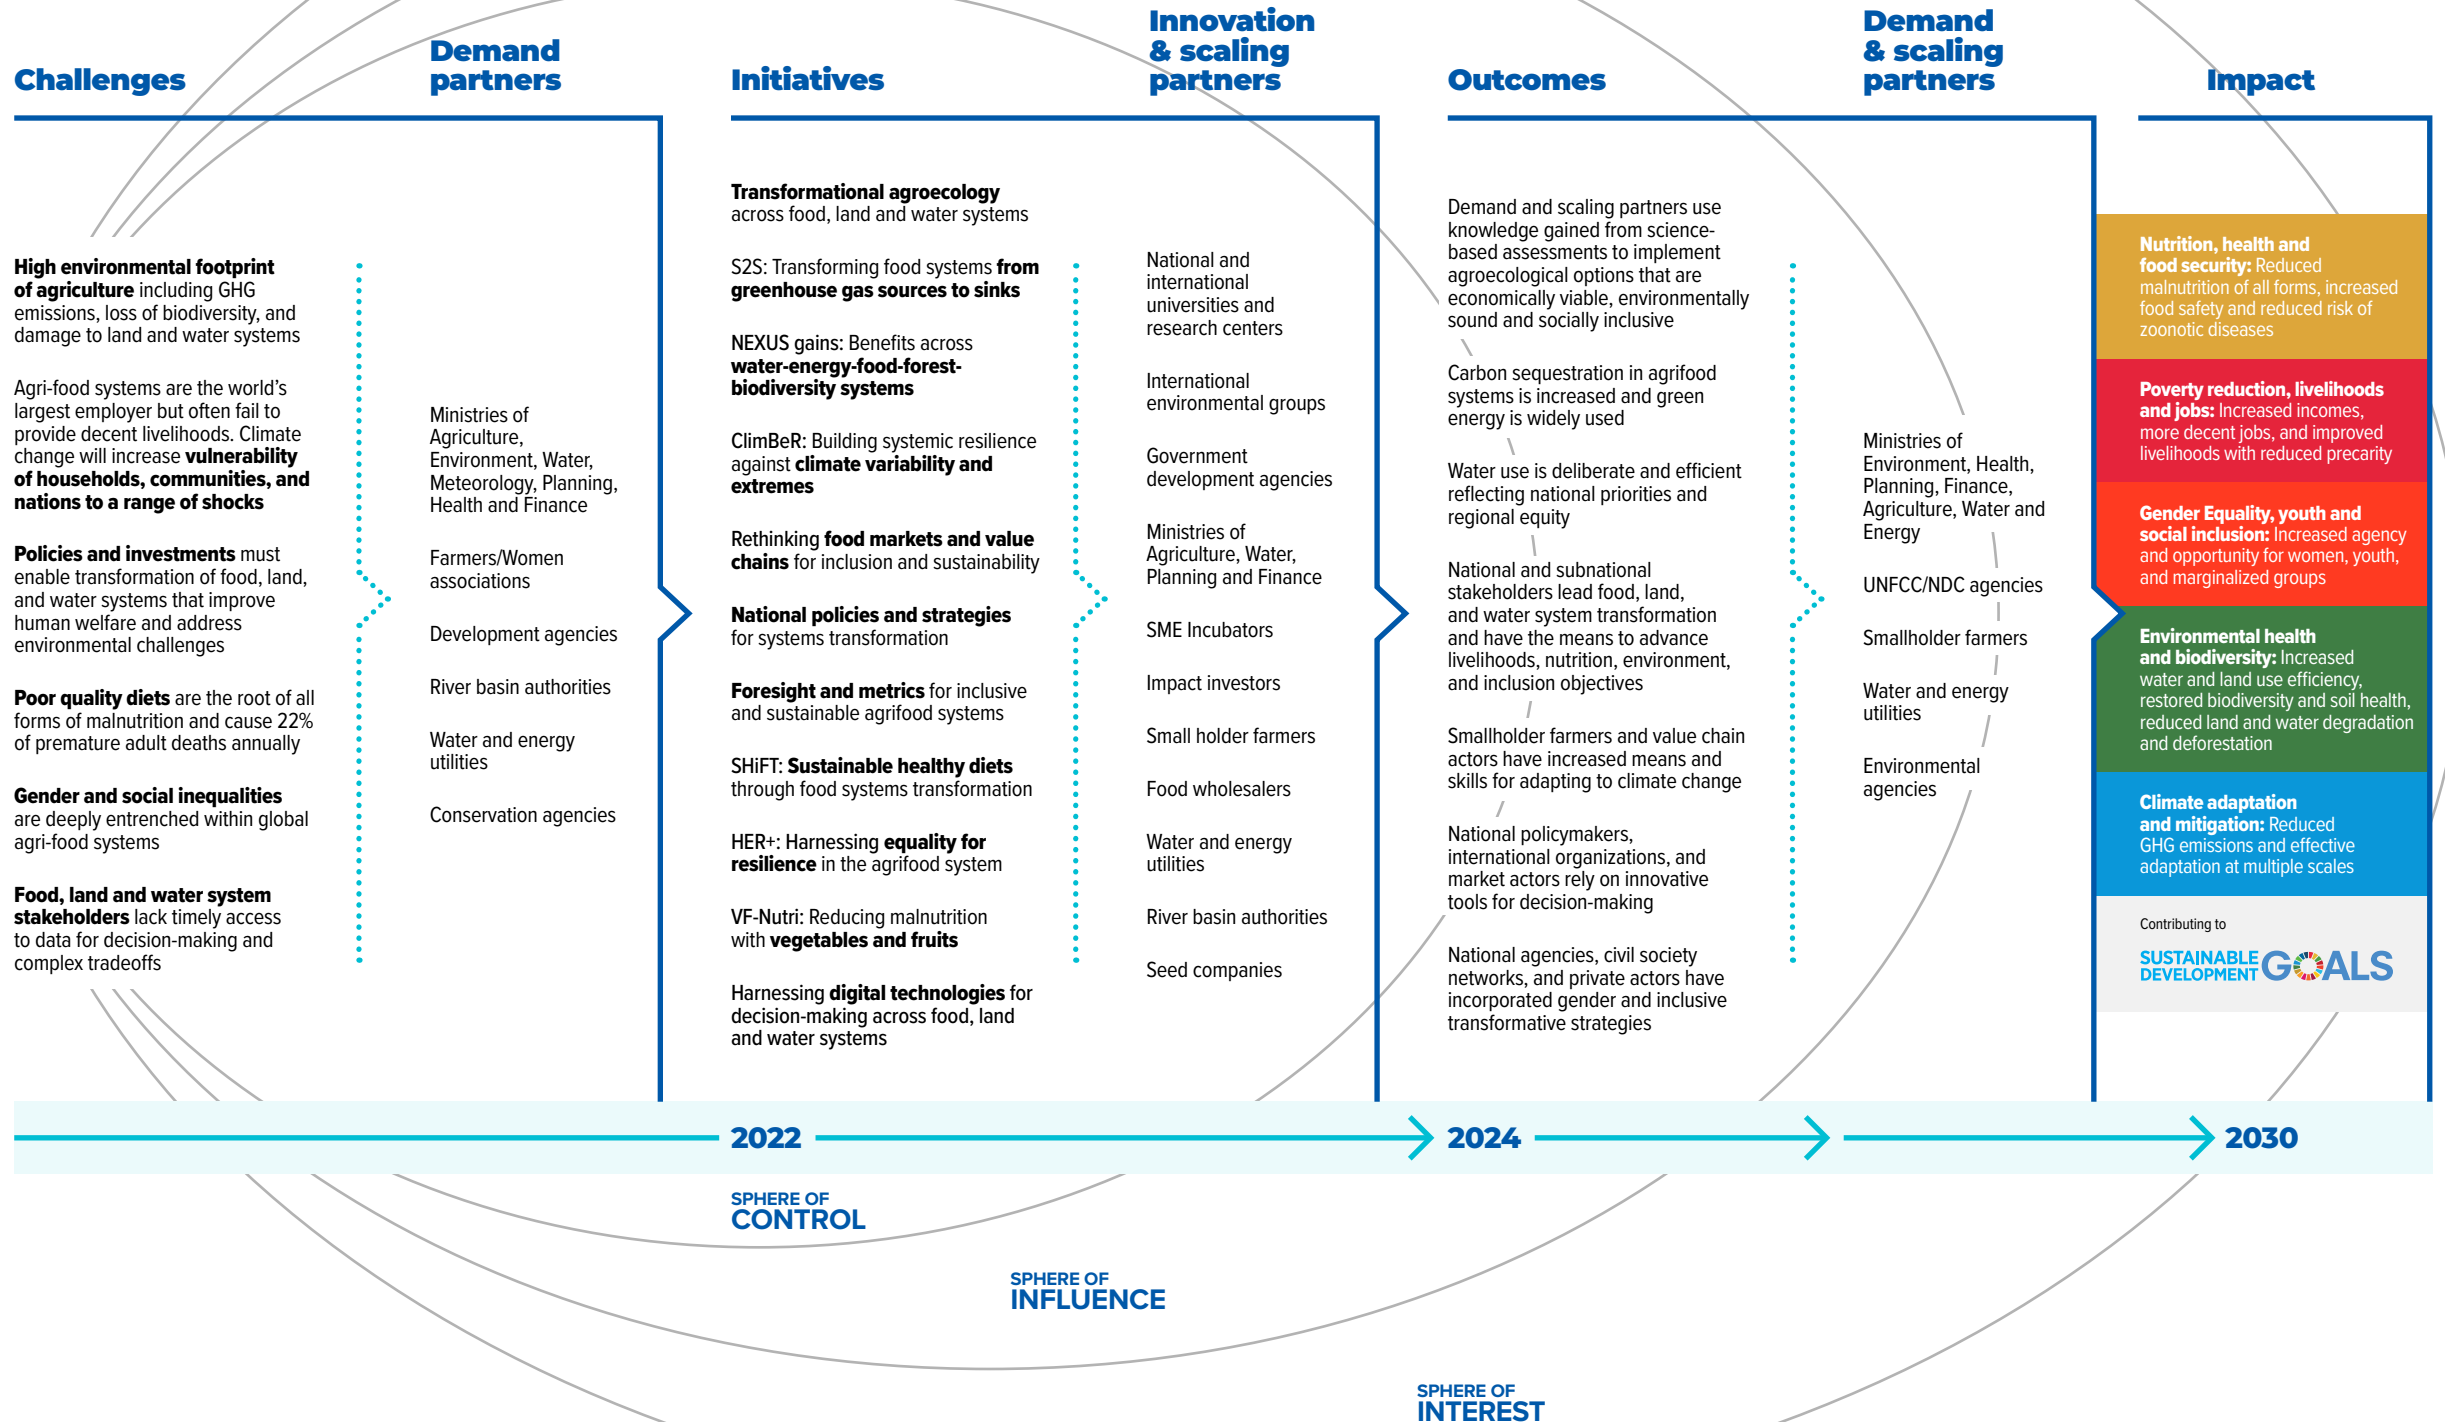 Challenges
Demand
partners
Initiatives
Innovation
& scaling
partners
Outcomes
Demand
& scaling
partners
Impact
High environmental footprint
of agriculture including GHG
emissions, loss of biodiversity, and
damage to land and water systems
Agri-food systems are the world’s
largest employer but often fail to
provide decent livelihoods. Climate
change will increase vulnerability
of households, communities, and
nations to a range of shocks
Policies and investments must
enable transformation of food, land,
and water systems that improve
human welfare and address
environmental challenges
Poor quality diets are the root of all
forms of malnutrition and cause 22%
of premature adult deaths annually
Gender and social inequalities
are deeply entrenched within global
agri-food systems
Food, land and water system
stakeholders lack timely access
to data for decision-making and
complex tradeoffs
Ministries of
Agriculture,
Environment, Water,
Meteorology, Planning,
Health and Finance
Farmers/Women
associations
Development agencies
River basin authorities
Water and energy
utilities
Conservation agencies
Transformational agroecology
across food, land and water systems
S2S: Transforming food systems from
greenhouse gas sources to sinks
NEXUS gains: Benefits across
water-energy-food-forest-
biodiversity systems
ClimBeR: Building systemic resilience
against climate variability and
extremes
Rethinking food markets and value
chains for inclusion and sustainability
National policies and strategies
for systems transformation
Foresight and metrics for inclusive
and sustainable agrifood systems
SHiFT: Sustainable healthy diets
through food systems transformation
HER+: Harnessing equality for
resilience in the agrifood system
VF-Nutri: Reducing malnutrition
with vegetables and fruits
Harnessing digital technologies for
decision-making across food, land
and water systems
National and
international
universities and
research centers
International
environmental groups
Government
development agencies
Ministries of
Agriculture, Water,
Planning and Finance
SME Incubators
Impact investors
Small holder farmers
Food wholesalers
Water and energy
utilities
River basin authorities
Seed companies
Demand and scaling partners use
knowledge gained from science-
based assessments to implement
agroecological options that are
economically viable, environmentally
sound and socially inclusive
Carbon sequestration in agrifood
systems is increased and green
energy is widely used
Water use is deliberate and efficient
reflecting national priorities and
regional equity
National and subnational
stakeholders lead food, land,
and water system transformation
and have the means to advance
livelihoods, nutrition, environment,
and inclusion objectives
Smallholder farmers and value chain
actors have increased means and
skills for adapting to climate change
National policymakers,
international organizations, and
market actors rely on innovative
tools for decision-making
National agencies, civil society
networks, and private actors have
incorporated gender and inclusive
transformative strategies
Ministries of
Environment, Health,
Planning, Finance,
Agriculture, Water and
Energy
UNFCC/NDC agencies
Smallholder farmers
Water and energy
utilities
Environmental
agencies
Nutrition, health and
food security: Reduced
malnutrition of all forms, increased
food safety and reduced risk of
zoonotic diseases
Poverty reduction, livelihoods
and jobs: Increased incomes,
more decent jobs, and improved
livelihoods with reduced precarity
Gender Equality, youth and
social inclusion: Increased agency
and opportunity for women, youth,
and marginalized groups
Environmental health
and biodiversity: Increased
water and land use efficiency,
restored biodiversity and soil health,
reduced land and water degradation
and deforestation
Climate adaptation
and mitigation: Reduced
GHG emissions and effective
adaptation at multiple scales
Contributing to
SUSTAINABLE
DEVELOPMENT GOALS
2022
2024
2030
SPHERE OF
CONTROL
SPHERE OF
INFLUENCE
SPHERE OF
INTEREST